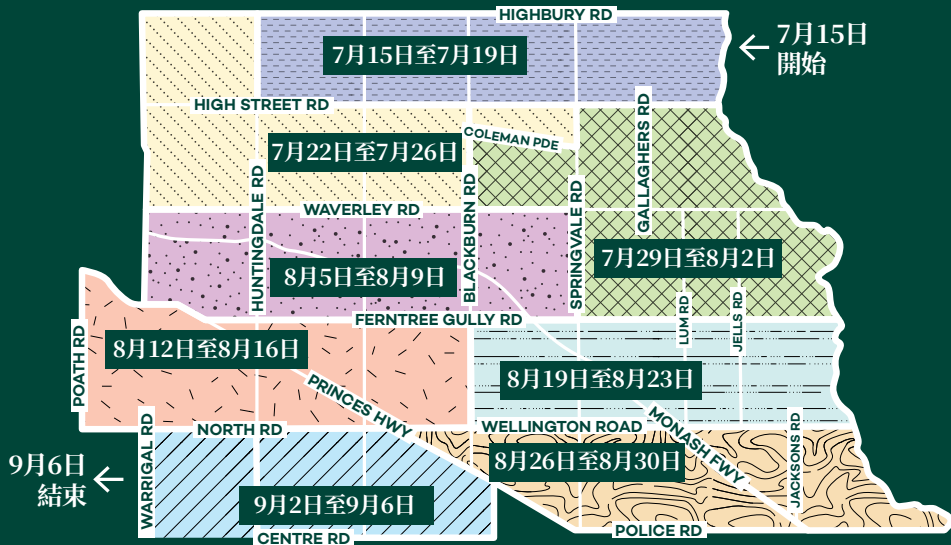 HIGHBURY RD
7月15日至7月19日
7月15日
開始
HIGH STREET RD
GALLAGHERS RD
COLEMAN PDE
7月22日至7月26日
HUNTINGDALE RD
BLACKBURN RD
SPRINGVALE RD
WAVERLEY RD
7月29日至8月2日
8月5日至8月9日
LUM RD
JELLS RD
FERNTREE GULLY RD
POATH RD
8月12日至8月16日
8月19日至8月23日
PRINCES HWY
MONASH FWY
WARRIGAL RD
NORTH RD
WELLINGTON ROAD
JACKSONS RD
8月26日至8月30日
9月6日
結束
9月2日至9月6日
POLICE RD
CENTRE RD